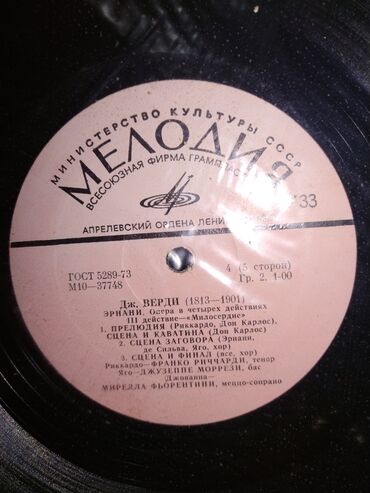 МИНИСТЕРСТВО КУЛЬТУРЫ СССР
МЕЛОДИЯ
ВСЕСОЮЗНАЯ ФИРМА
33
АПРЕЛЕВСКИЙ ОРДЕНА
ГОСТ 5289-73
М10—37748
4 (5 сторон)
Гр. 2. 1-00
Дж. ВЕРДИ (1813—1901)
ЭРНАНИ. Опера в четырех действиях
III действие—«Милосердие»
1. ПРЕЛЮДИЯ (Риккардо, Дон Карлос),
СЦЕНА И КАВАТИНА (Дон Карлос)
2. СЦЕНА ЗАГОВОРА (Эрнани,
де Сильва, Яго, хор)
3. СЦЕНА И ФИНАЛ (все, хор)
Риккардо—ФРАНКО РИЧЧАРДИ, тенор
Яго—ДЖУЗЕППЕ МОРРЕЗИ, бас
Джованна—
МИРЕЛЛА ФЬОРЕНТИНИ, меццо-сопрано